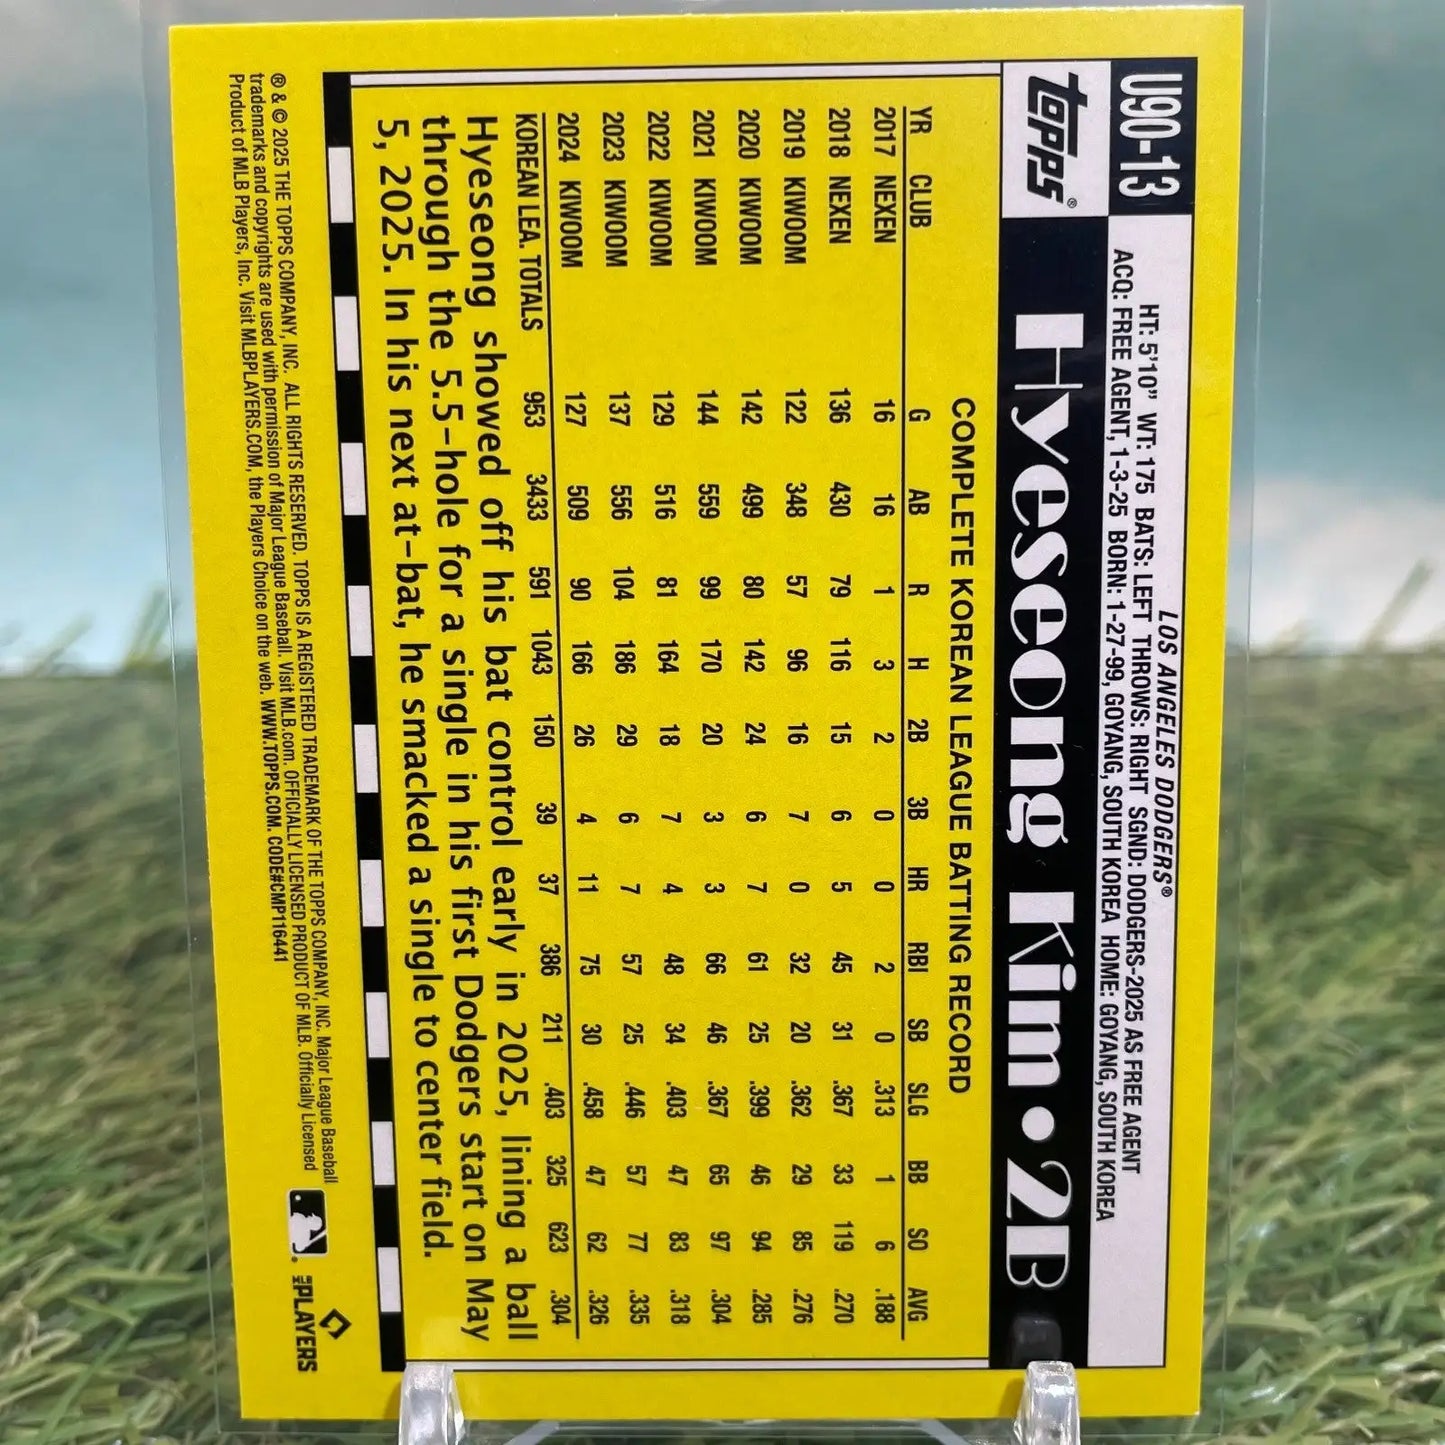 U90-13
LOS ANGELES DODGERS®
HT: 5'10" WT: 175 BATS: LEFT THROWS: RIGHT SGND: DODGERS-2025 AS FREE AGENT
ACQ: FREE AGENT, 1-3-25 BORN: 1-27-99, GOYANG, SOUTH KOREA HOME: GOYANG, SOUTH KOREA
topps®
Hyeseong Kim • 2B
COMPLETE KOREAN LEAGUE BATTING RECORD
YR CLUB G AB R H 2B 3B HR RBI SB SLG BB SO AVG
2017 NEXEN 16 16 1 3 2 0 0 2 0 .313 1 6 .188
2018 NEXEN 136 430 79 116 15 6 5 45 31 .367 33 119 .270
2019 KIWOOM 122 348 57 96 16 7 0 32 20 .362 29 85 .276
2020 KIWOOM 142 499 80 142 24 6 7 61 25 .399 46 94 .285
2021 KIWOOM 144 559 99 170 20 3 3 66 46 .367 65 97 .304
2022 KIWOOM 129 516 81 164 18 7 4 48 34 .403 47 83 .318
2023 KIWOOM 137 556 104 186 29 6 7 57 25 .446 57 77 .335
2024 KIWOOM 127 509 90 166 26 4 11 75 30 .458 47 62 .326
KOREAN LEA. TOTALS 953 3433 591 1043 150 39 37 386 211 .403 325 623 .304
Hyeseong showed off his bat control early in 2025, lining a ball
through the 5.5-hole for a single in his first Dodgers start on May
5, 2025. In his next at-bat, he smacked a single to center field.
® & © 2025 THE TOPPS COMPANY, INC. ALL RIGHTS RESERVED. TOPPS IS A REGISTERED TRADEMARK OF THE TOPPS COMPANY, INC. Major League Baseball
trademarks and copyrights are used with permission of Major League Baseball. Visit MLB.com. OFFICIALLY LICENSED PRODUCT OF MLB. Officially Licensed
Product of MLB Players, Inc. Visit MLBPLAYERS.COM, the Players Choice on the web. WWW.TOPPS.COM. CODE#CMP116441
MLB PLAYERS